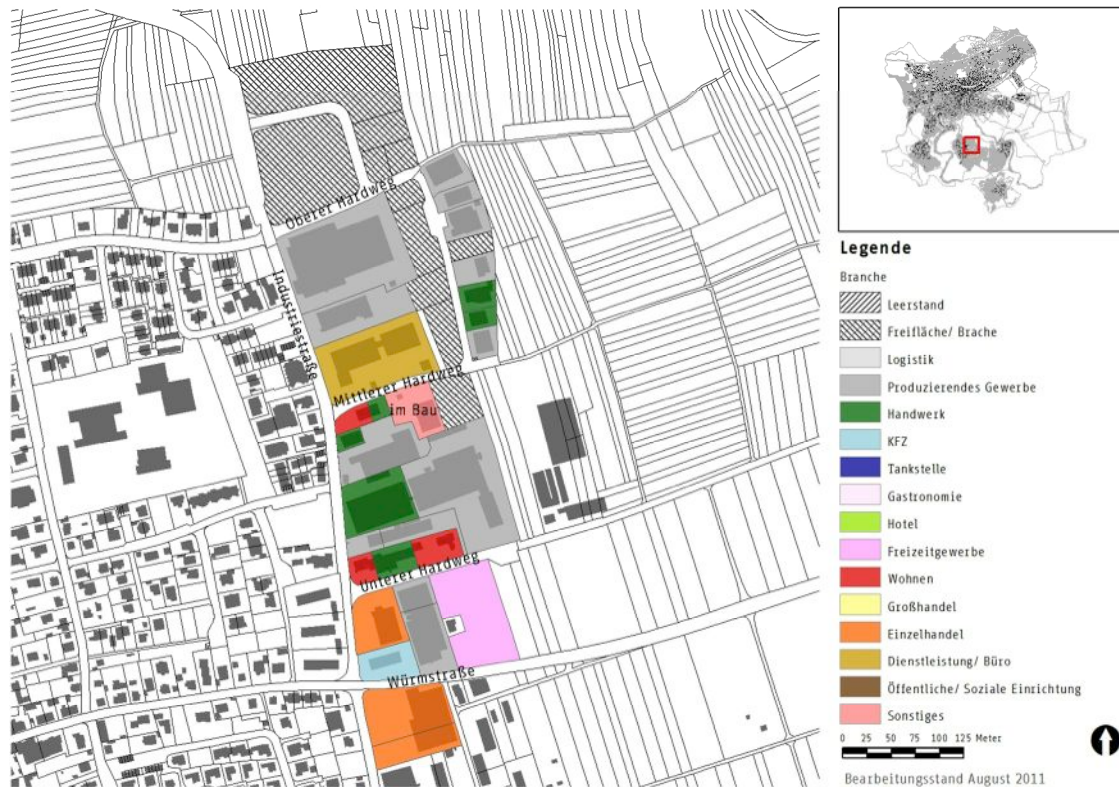 Oberer Hardweg
Industriestraße
Mittlerer Hardweg
im Bau
Unterer Hardweg
Würmstraße
Legende
Branche
Leerstand
Freifläche/ Brache
Logistik
Produzierendes Gewerbe
Handwerk
KFZ
Tankstelle
Gastronomie
Hotel
Freizeitgewerbe
Wohnen
Großhandel
Einzelhandel
Dienstleistung/ Büro
Öffentliche/ Soziale Einrichtung
Sonstiges
0 25 50 75 100 125 Meter
Bearbeitungsstand August 2011